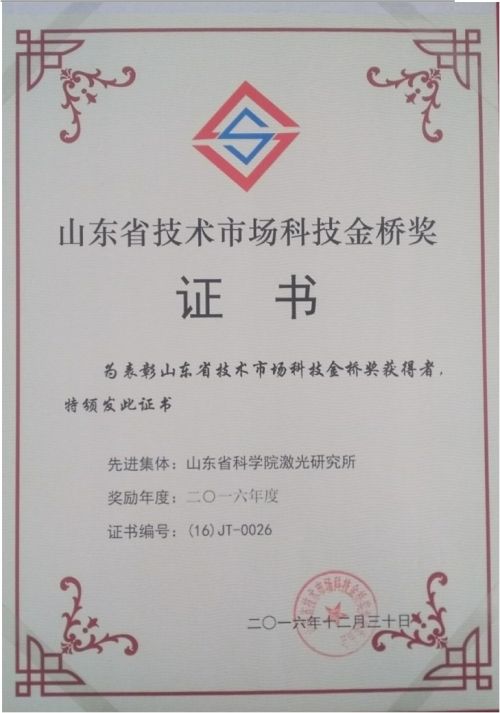 山东省技术市场科技金桥奖
证 书
为表彰山东省技术市场科技金桥奖获得者，
特颁发此证书
先进集体：山东省科学院激光研究所
奖励年度：二〇一六年度
证书编号：(16)JT-0026
二〇一六年十二月三十日